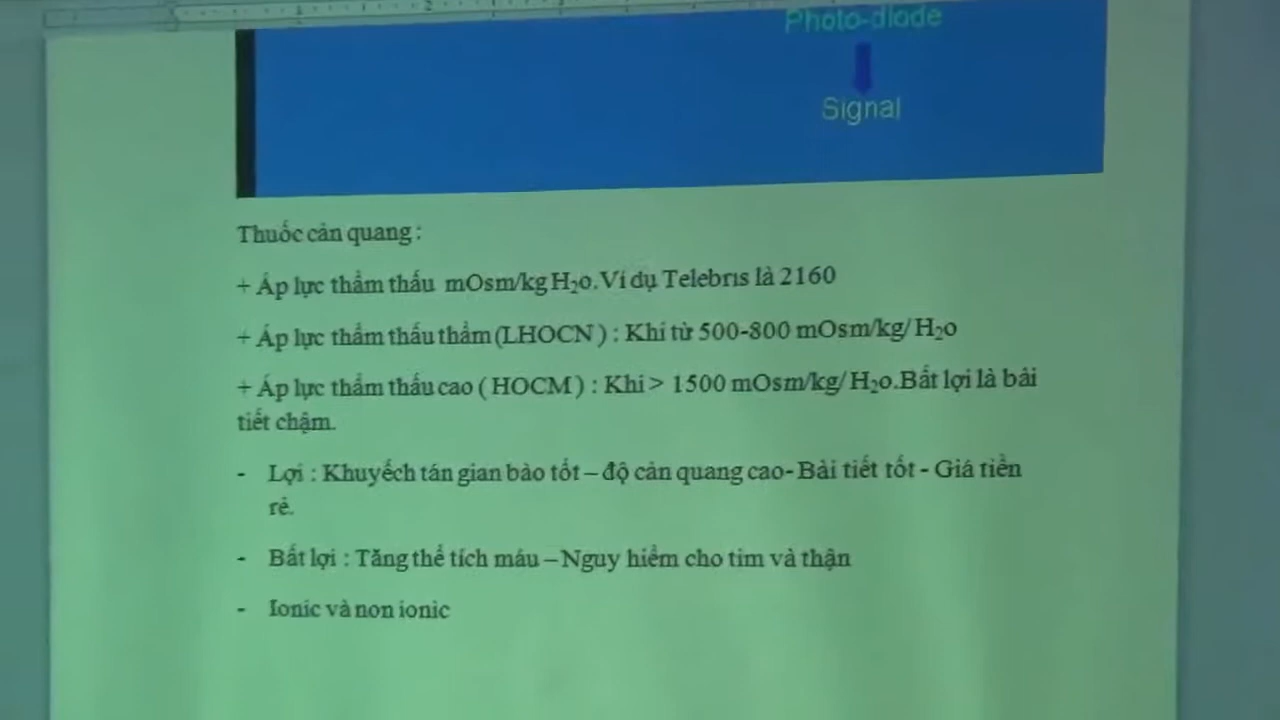 Photo-diode
Signal
Thuốc cản quang :
+ Áp lực thẩm thấu mOsm/kg H₂o.Ví dụ Telebris là 2160
+ Áp lực thẩm thấu thẩm (LHOCN ) : Khi từ 500-800 mOsm/kg/ H₂o
+ Áp lực thẩm thấu cao ( HOCM ) : Khi > 1500 mOsm/kg/ H₂o.Bất lợi là bài
tiết chậm.
- Lợi : Khuyếch tán gian bào tốt – độ cản quang cao- Bài tiết tốt - Giá tiền
rẻ.
- Bất lợi : Tăng thể tích máu – Nguy hiểm cho tim và thận
- Ionic và non ionic